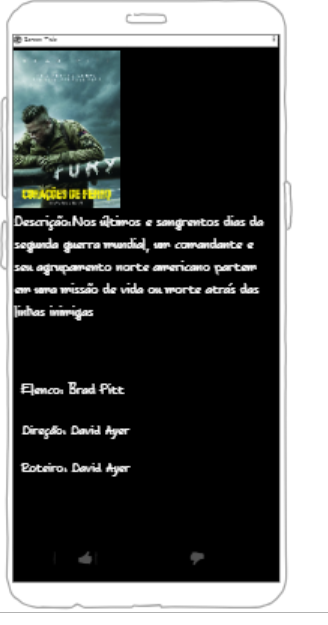 Screen Title
FURY
CORAÇÕES DE FERRO
Descrição:Nos últimos e sangrentos dias da
segunda guerra mundial, um comandante e
seu agrupamento norte americano partem
em uma missão de vida ou morte atrás das
linhas inimigas
Elenco: Brad Pitt
Direção: David Ayer
Roteiro: David Ayer